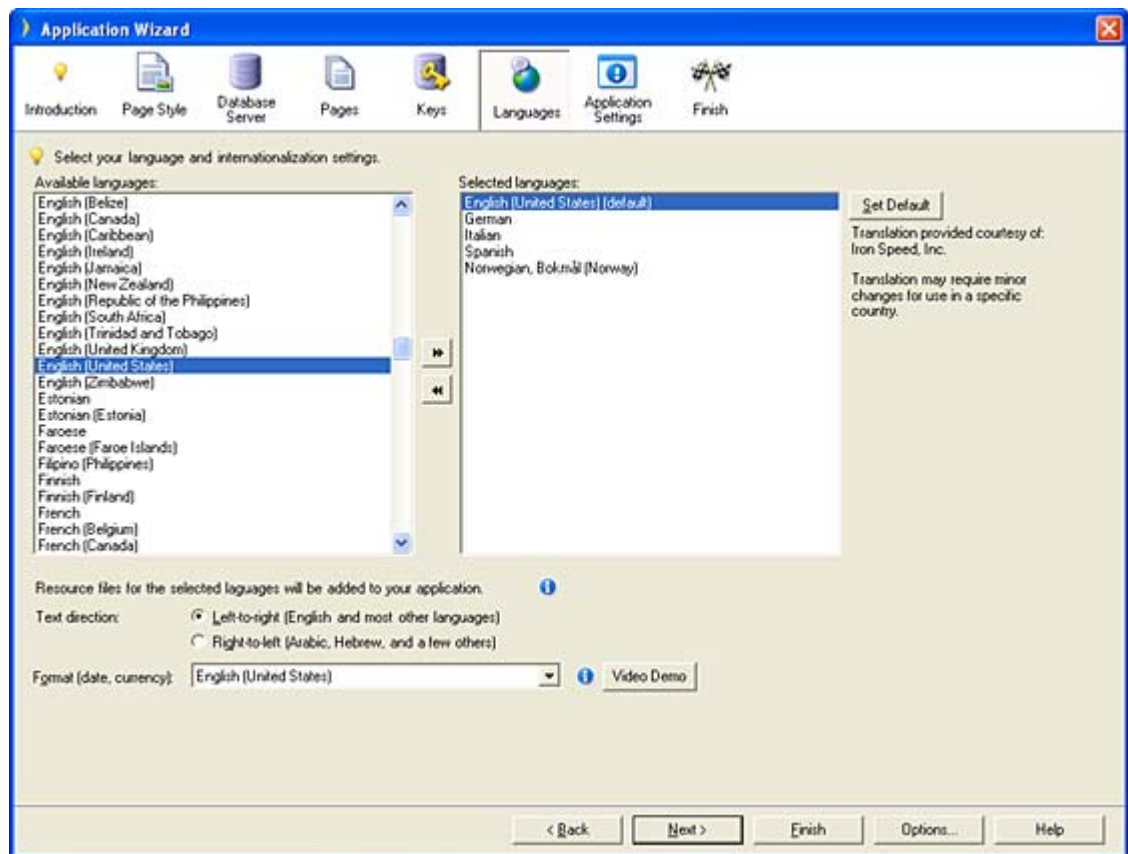 Application Wizard
Introduction
Page Style
Database
Server
Pages
Keys
Languages
Application
Settings
Finish
Select your language and internationalization settings.
Available languages:
English (Belize)
English (Canada)
English (Caribbean)
English (Ireland)
English (Jamaica)
English (New Zealand)
English (Republic of the Philippines)
English (South Africa)
English (Trinidad and Tobago)
English (United Kingdom)
English (United States)
English (Zimbabwe)
Estonian
Estonian (Estonia)
Faroese
Faroese (Faroe Islands)
Filipino (Philippines)
Finnish
Finnish (Finland)
French
French (Belgium)
French (Canada)
Selected languages:
English (United States) (default)
German
Italian
Spanish
Norwegian, Bokmål (Norway)
Set Default
Translation provided courtesy of:
Iron Speed, Inc.
Translation may require minor
changes for use in a specific
country.
Resource files for the selected laguages will be added to your application.
Text direction:
Left-to-right (English and most other languages)
Right-to-left (Arabic, Hebrew, and a few others)
Format (date, currency):
English (United States)
Video Demo
< Back
Next >
Finish
Options...
Help